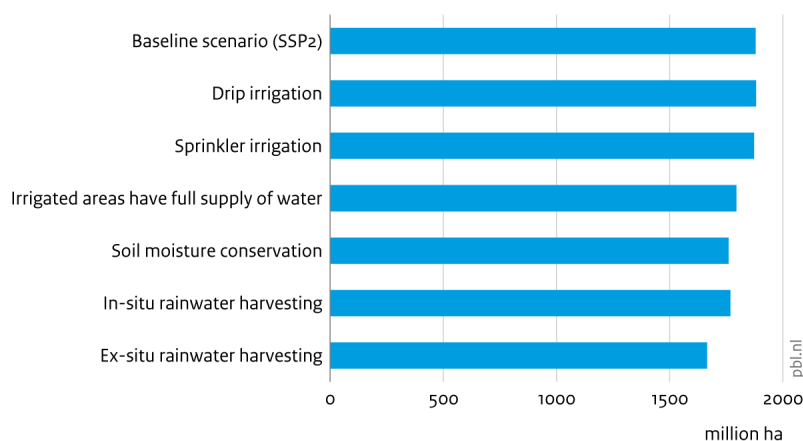 Baseline scenario (SSP2)
Drip irrigation
Sprinkler irrigation
Irrigated areas have full supply of water
Soil moisture conservation
In-situ rainwater harvesting
Ex-situ rainwater harvesting
0 500 1000 1500 2000
million ha
pbl.nl